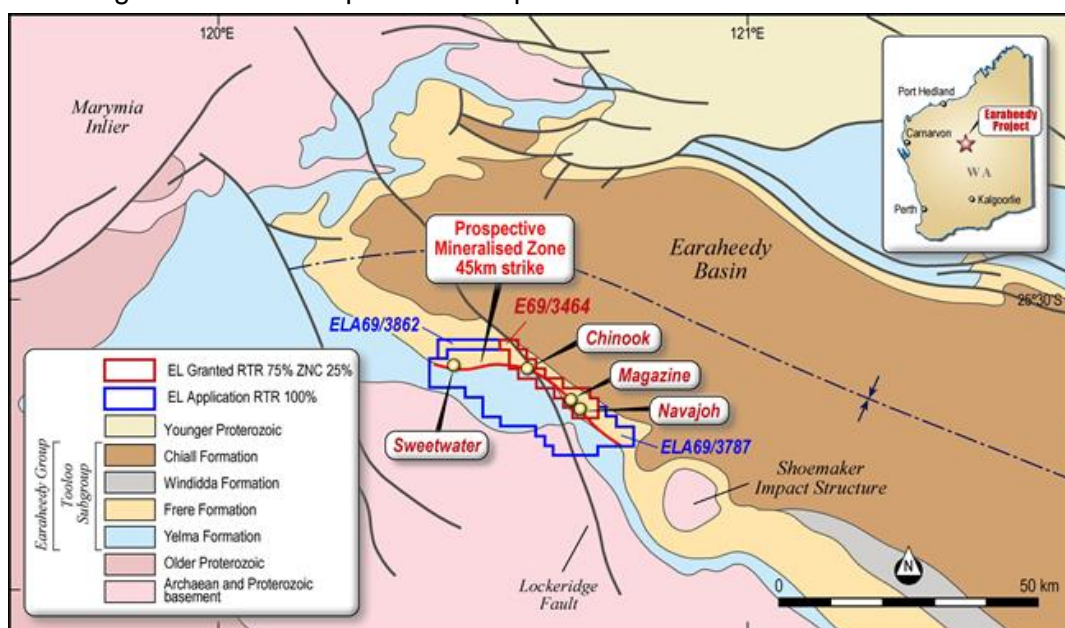 120°E
121°E
Marymia
Inlier
Port Hedland
Earaheedy
Project
Carnarvon
WA
Kalgoorlie
Perth
Prospective
Mineralised Zone
45km strike
Earaheedy
Basin
25°30'S
ELA69/3862
E69/3464
Chinook
Magazine
Navajoh
Sweetwater
ELA69/3787
Shoemaker
Impact Structure
Lockeridge
Fault
EL Granted RTR 75% ZNC 25%
EL Application RTR 100%
Younger Proterozoic
Earaheedy Group
Tooloo
Subgroup
Chiall Formation
Windidda Formation
Frere Formation
Yelma Formation
Older Proterozoic
Archaean and Proterozoic
basement
N
0
50 km